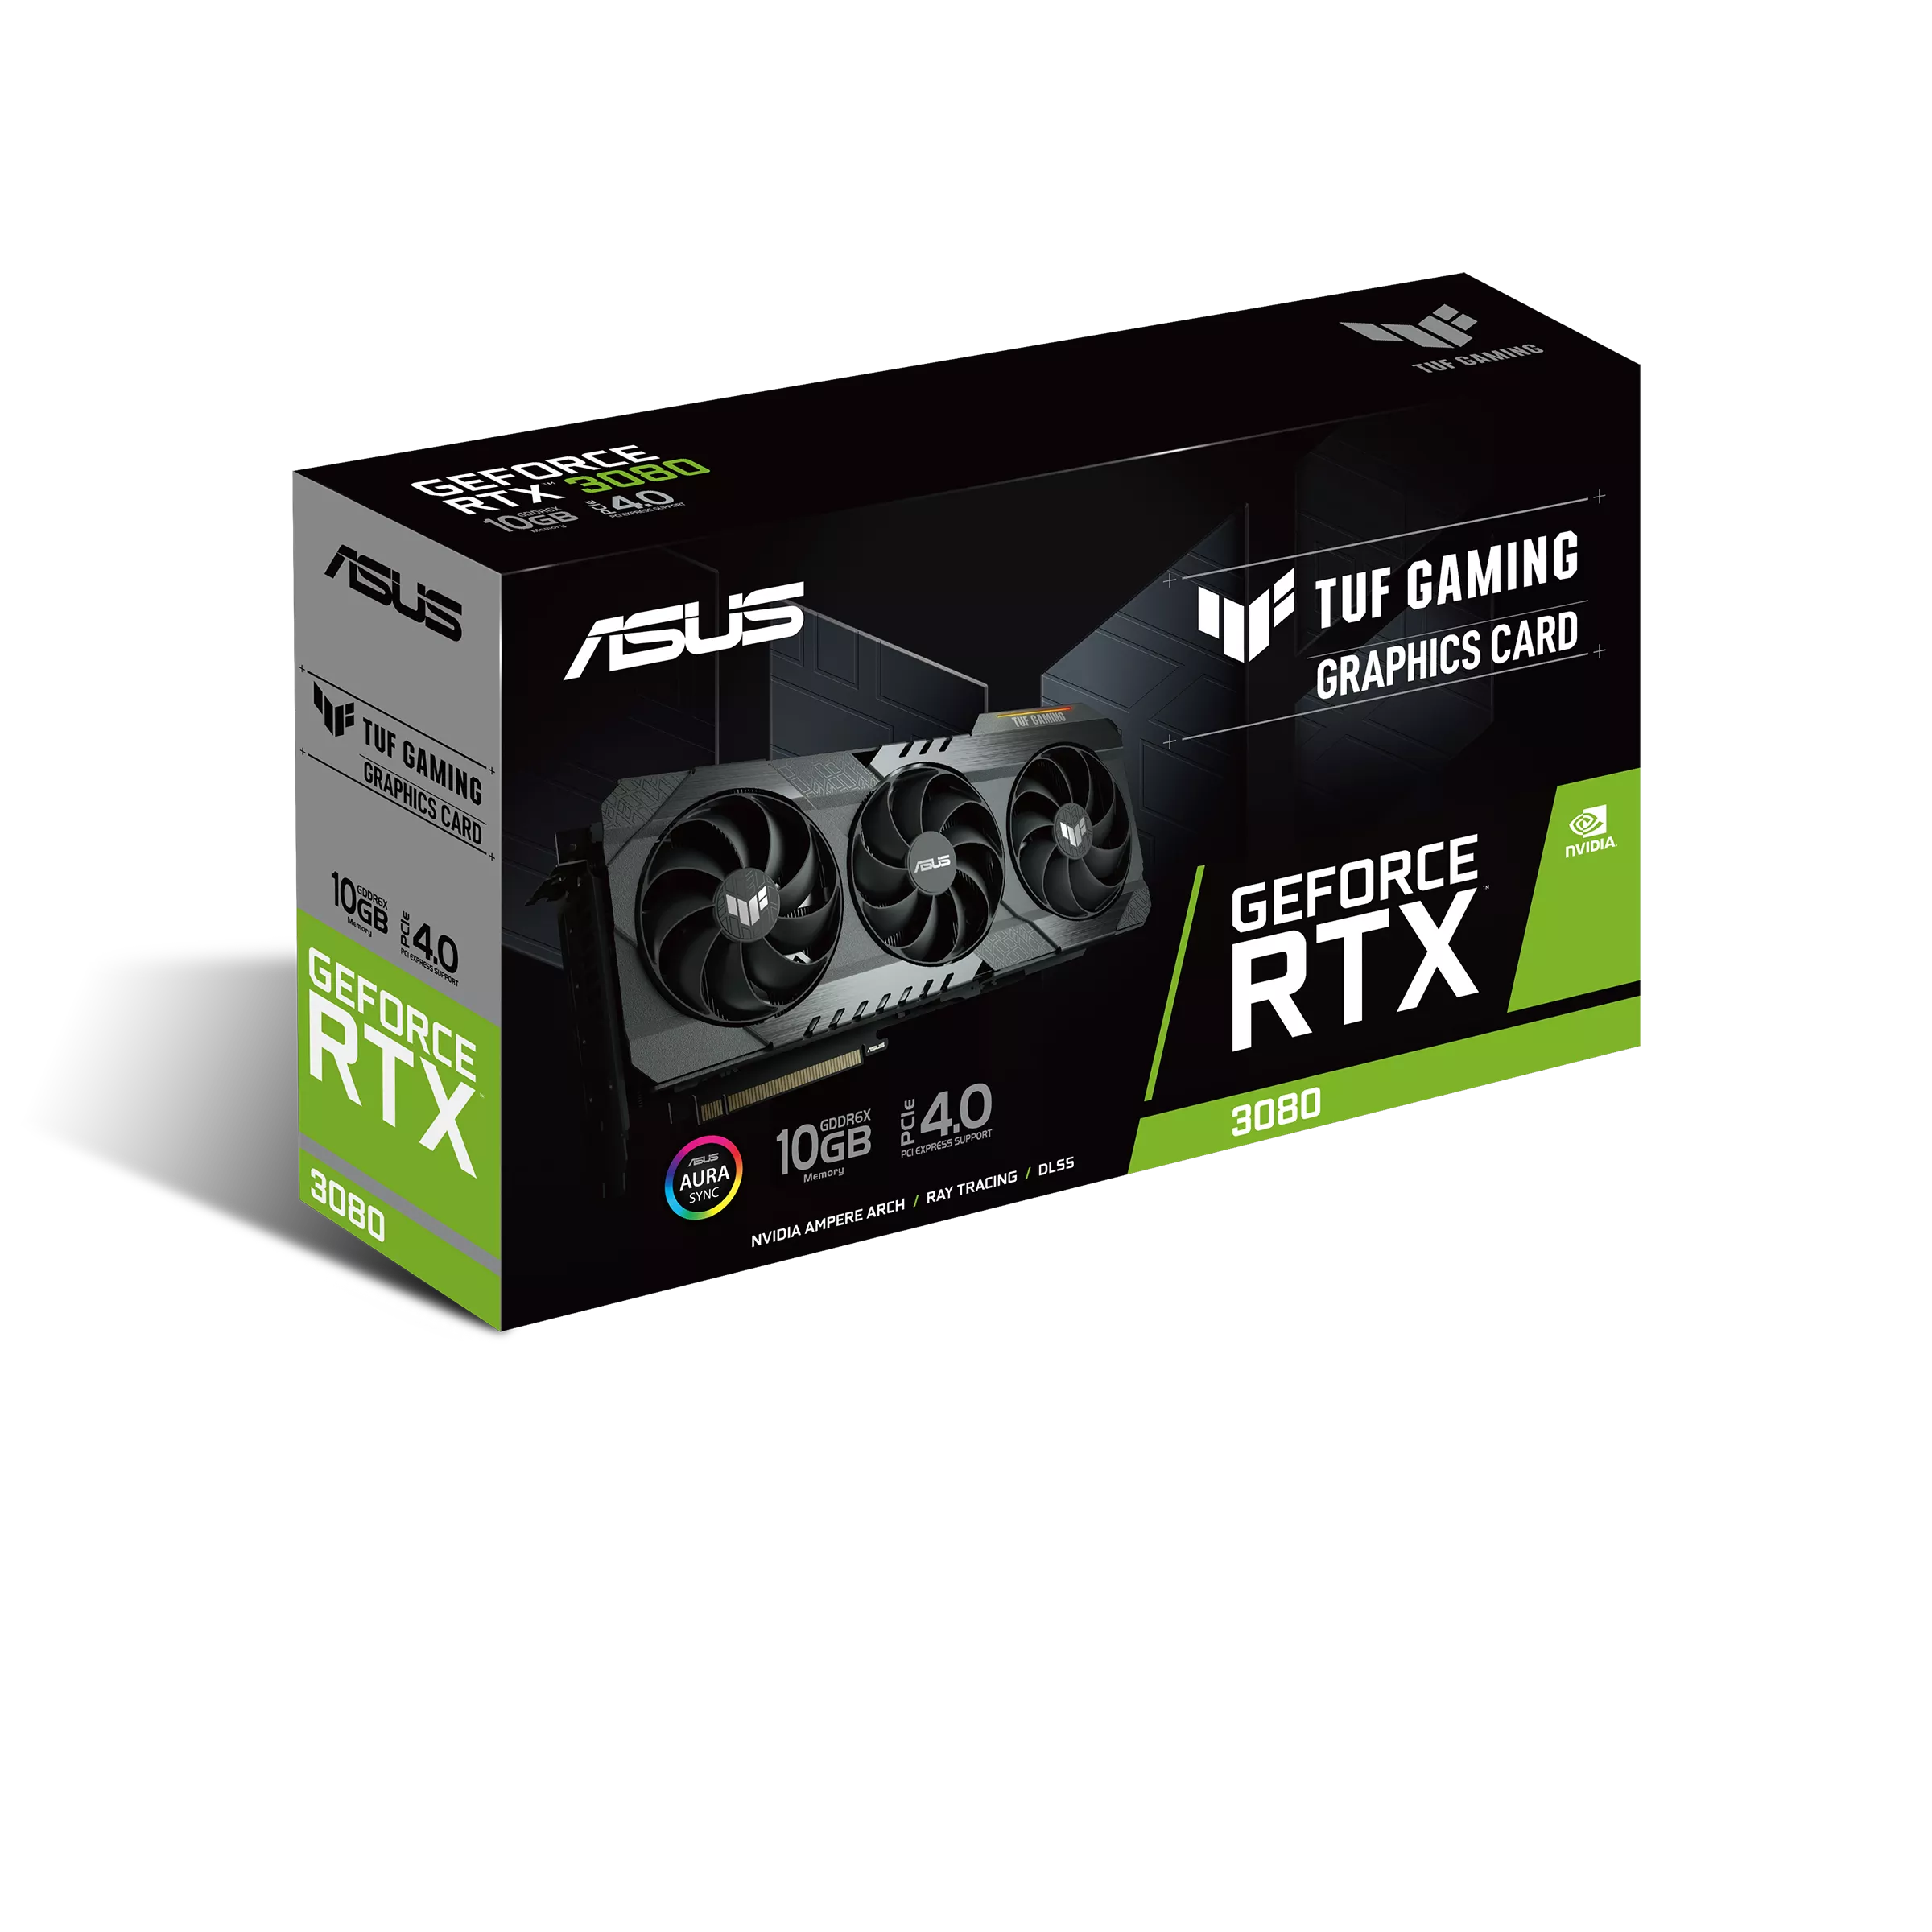 TUF GAMING
GEFORCE
RTX™ 3080
10GB GDDR6X
Memory
PCIe 4.0
PCI EXPRESS SUPPORT
ASUS
TUF GAMING
GRAPHICS CARD
10GB GDDR6X
Memory
PCIe 4.0
PCI EXPRESS SUPPORT
GEFORCE
RTX™
3080
ASUS
TUF GAMING
GRAPHICS CARD
TUF GAMING
ASUS
ASUS
NVIDIA.
GEFORCE
RTX™
3080
ASUS
AURA
SYNC
10GB GDDR6X
Memory
PCIe 4.0
PCI EXPRESS SUPPORT
NVIDIA AMPERE ARCH / RAY TRACING / DLSS